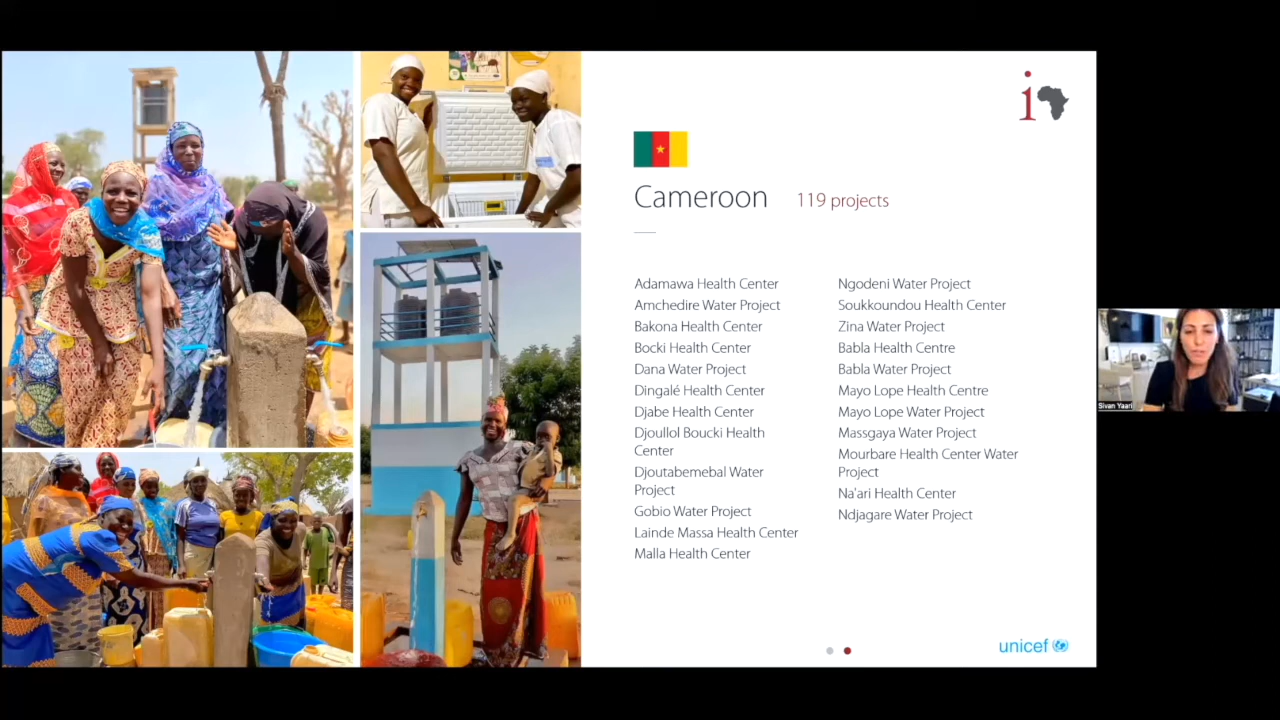 i
Cameroon 119 projects
Adamawa Health Center
Amchedire Water Project
Bakona Health Center
Bocki Health Center
Dana Water Project
Dingalé Health Center
Djabe Health Center
Djoullol Boucki Health
Center
Djoutabemebal Water
Project
Gobio Water Project
Lainde Massa Health Center
Malla Health Center
Ngodeni Water Project
Soukkoundou Health Center
Zina Water Project
Babla Health Centre
Babla Water Project
Mayo Lope Health Centre
Mayo Lope Water Project
Massgaya Water Project
Mourbare Health Center Water
Project
Na'ari Health Center
Ndjagare Water Project
unicef
Sivan Yaari